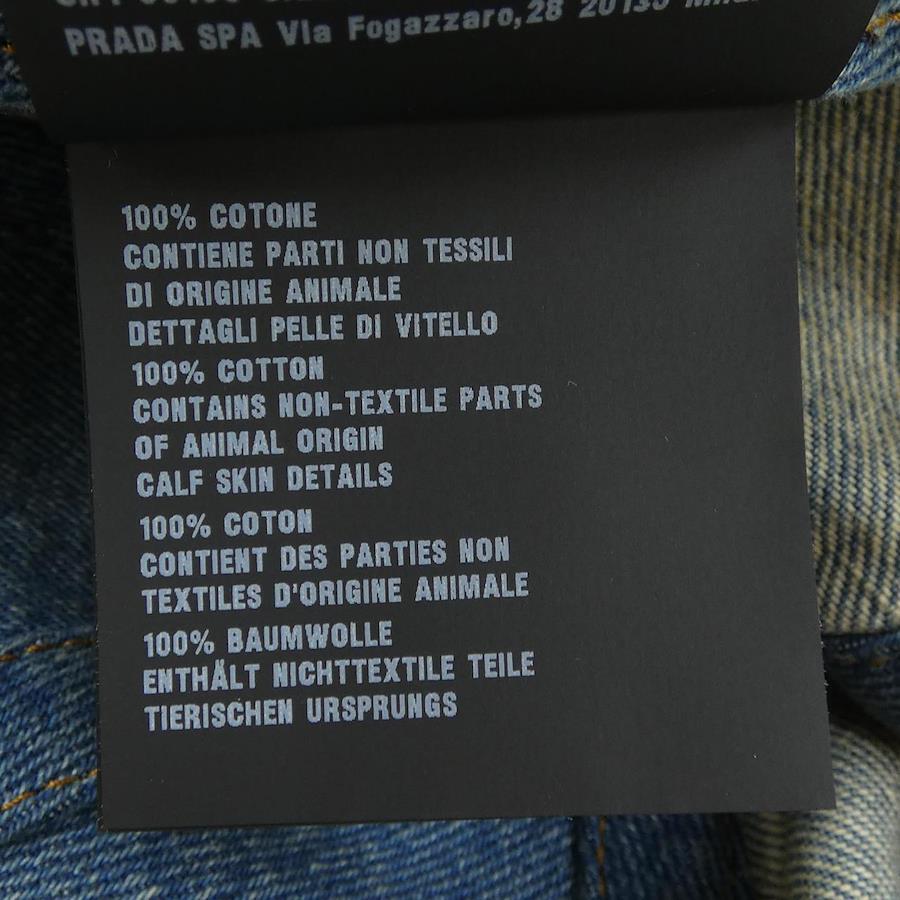 PRADA SPA Via Fogazzaro,28 20135
100% COTONE
CONTIENE PARTI NON TESSILI
DI ORIGINE ANIMALE
DETTAGLI PELLE DI VITELLO
100% COTTON
CONTAINS NON-TEXTILE PARTS
OF ANIMAL ORIGIN
CALF SKIN DETAILS
100% COTON
CONTIENT DES PARTIES NON
TEXTILES D'ORIGINE ANIMALE
100% BAUMWOLLE
ENTHÄLT NICHTTEXTILE TEILE
TIERISCHEN URSPRUNGS